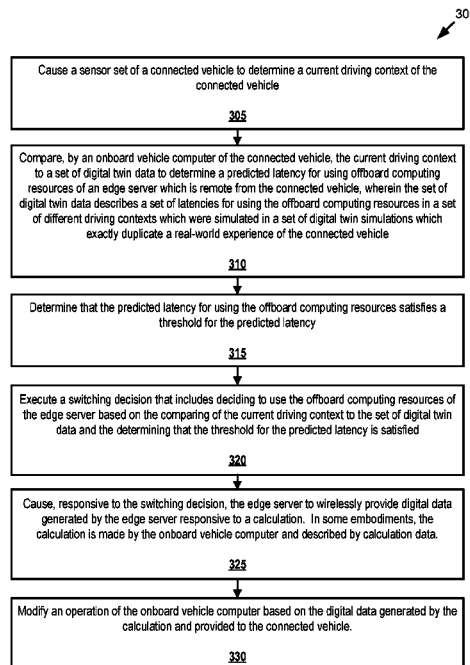 30
Cause a sensor set of a connected vehicle to determine a current driving context of the
connected vehicle
305
Compare, by an onboard vehicle computer of the connected vehicle, the current driving context
to a set of digital twin data to determine a predicted latency for using offboard computing
resources of an edge server which is remote from the connected vehicle, wherein the set of
digital twin data describes a set of latencies for using the offboard computing resources in a set
of different driving contexts which were simulated in a set of digital twin simulations which
exactly duplicate a real-world experience of the connected vehicle
310
Determine that the predicted latency for using the offboard computing resources satisfies a
threshold for the predicted latency
315
Execute a switching decision that includes deciding to use the offboard computing resources of
the edge server based on the comparing of the current driving context to the set of digital twin
data and the determining that the threshold for the predicted latency is satisfied
320
Cause, responsive to the switching decision, the edge server to wirelessly provide digital data
generated by the edge server responsive to a calculation. In some embodiments, the
calculation is made by the onboard vehicle computer and described by calculation data.
325
Modify an operation of the onboard vehicle computer based on the digital data generated by the
calculation and provided to the connected vehicle.
330